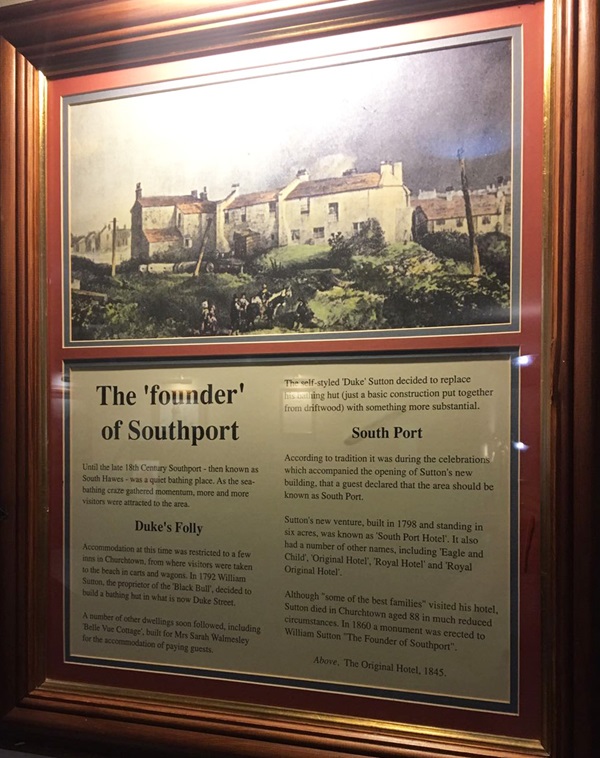 The 'founder'
of Southport
Until the late 18th Century Southport - then known as
South Hawes - was a quiet bathing place. As the sea-
bathing craze gathered momentum, more and more
visitors were attracted to the area.
Duke's Folly
Accommodation at this time was restricted to a few
inns in Churchtown, from where visitors were taken
to the beach in carts and wagons. In 1792 William
Sutton, the proprietor of the 'Black Bull', decided to
build a bathing hut in what is now Duke Street.
A number of other dwellings soon followed, including
'Belle Vue Cottage', built for Mrs Sarah Walmesley
for the accommodation of paying guests.
The self-styled 'Duke' Sutton decided to replace
his bathing hut (just a basic construction put together
from driftwood) with something more substantial.
South Port
According to tradition it was during the celebrations
which accompanied the opening of Sutton's new
building, that a guest declared that the area should be
known as South Port.
Sutton's new venture, built in 1798 and standing in
six acres, was known as 'South Port Hotel'. It also
had a number of other names, including 'Eagle and
Child', 'Original Hotel', 'Royal Hotel' and 'Royal
Original Hotel'.
Although "some of the best families" visited his hotel,
Sutton died in Churchtown aged 88 in much reduced
circumstances. In 1860 a monument was erected to
William Sutton "The Founder of Southport".
Above, The Original Hotel, 1845.